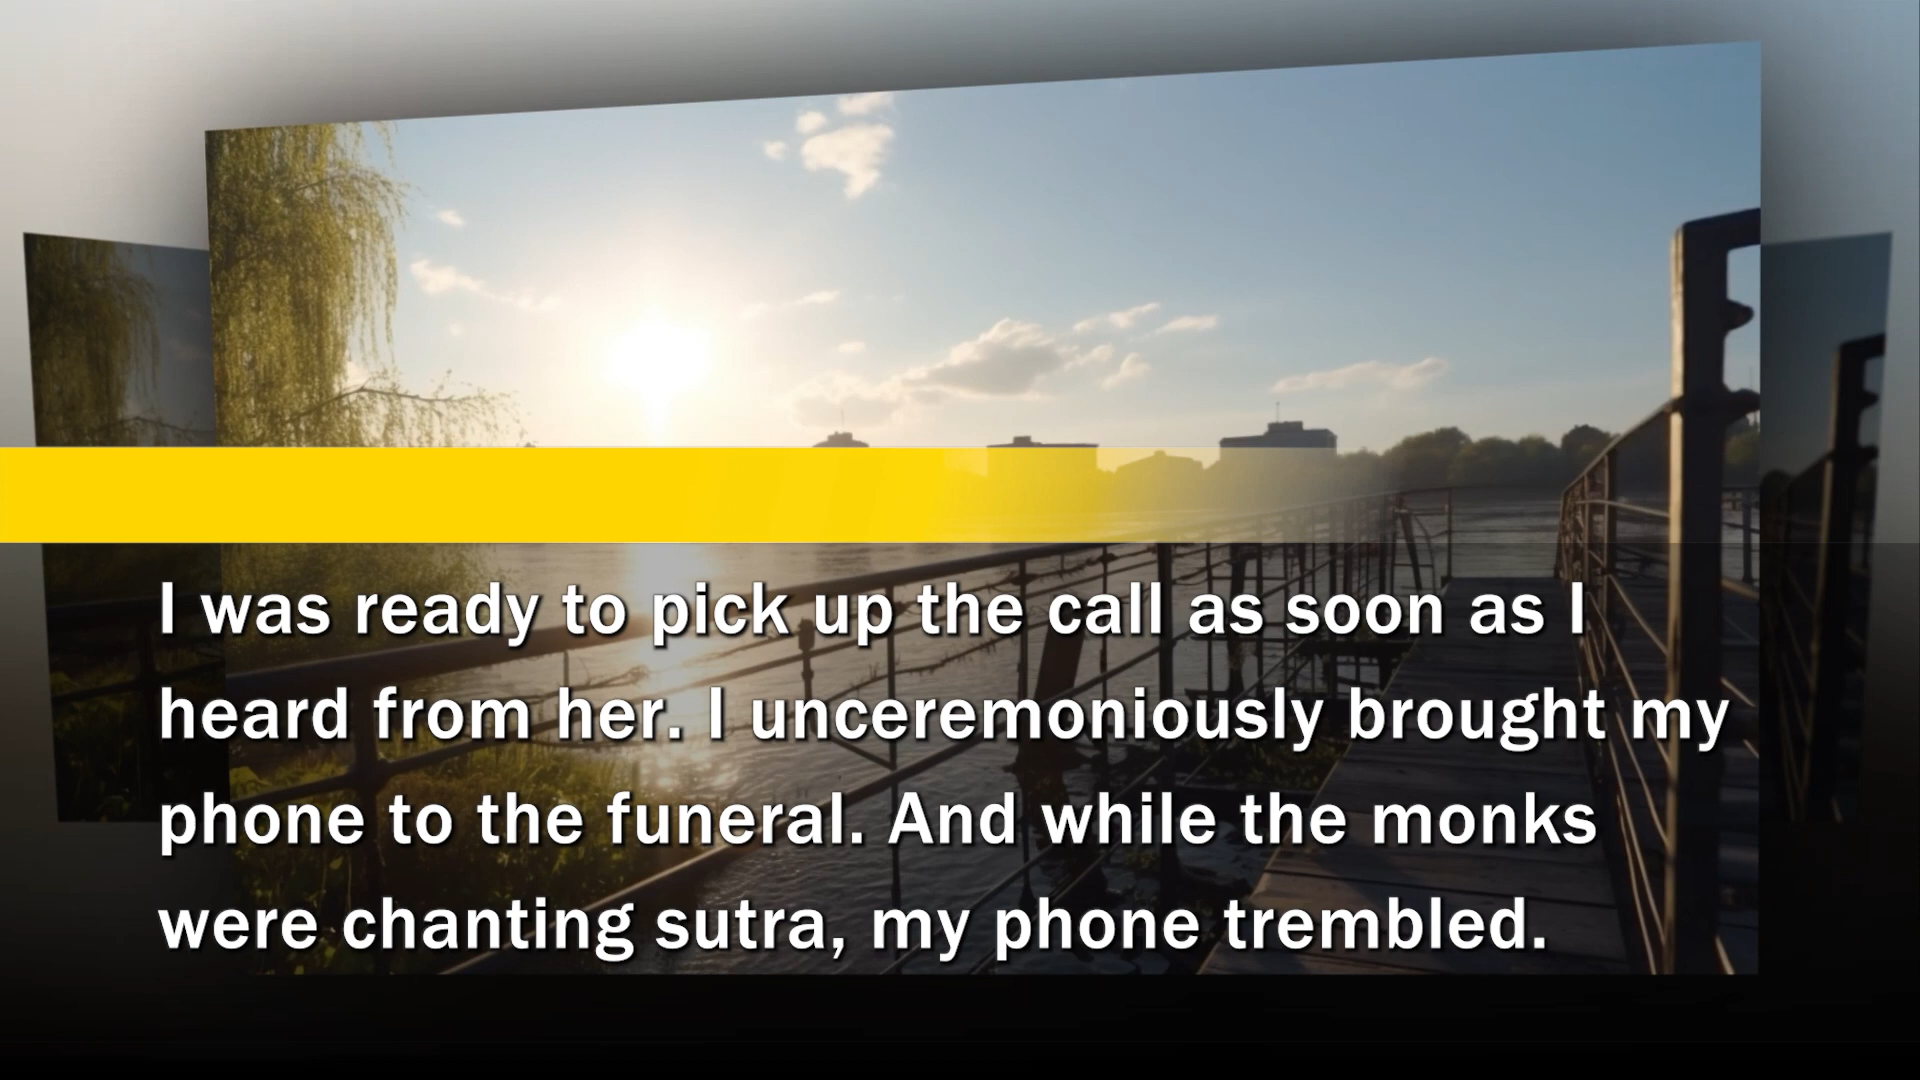 I was ready to pick up the call as soon as I
heard from her. I unceremoniously brought my
phone to the funeral. And while the monks
were chanting sutra, my phone trembled.